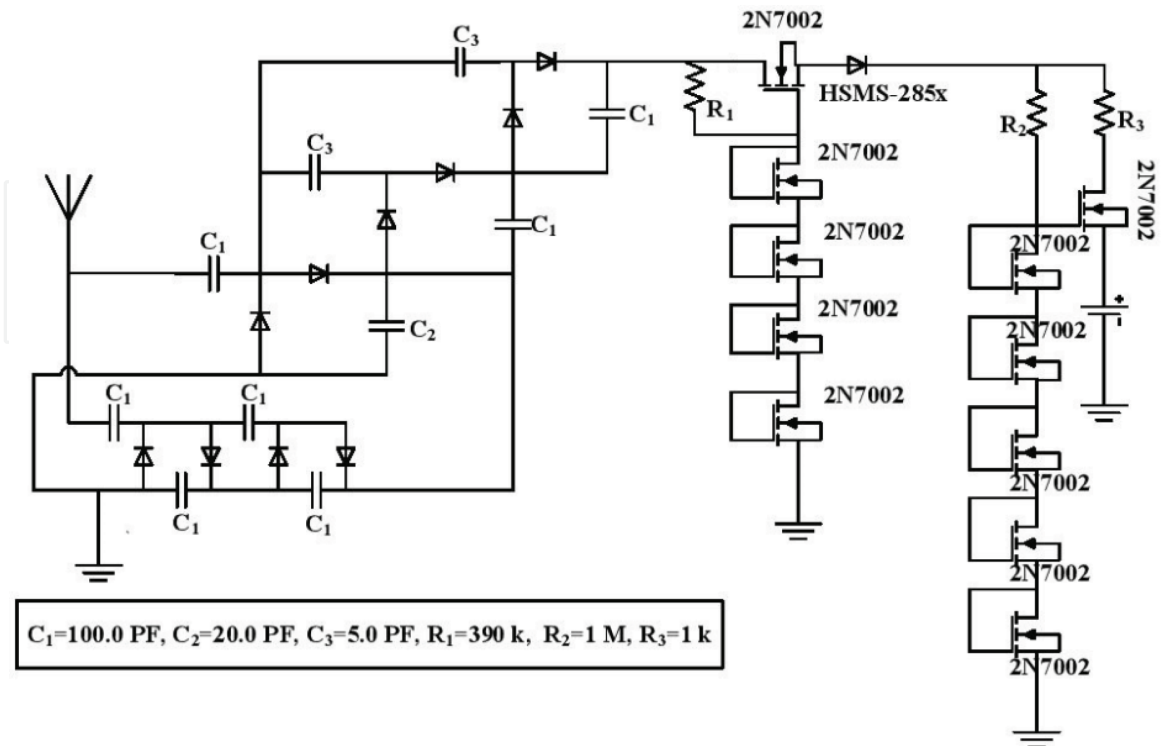 2N7002
C3
HSMS-285x
R1
C1
R2
R3
C3
2N7002
2N7002
C1
2N7002
C1
2N7002
2N7002
C2
2N7002
C1
C1
2N7002
2N7002
C1
C1
2N7002
2N7002
C1=100.0 PF, C2=20.0 PF, C3=5.0 PF, R1=390 k, R2=1 M, R3=1 k
+
-